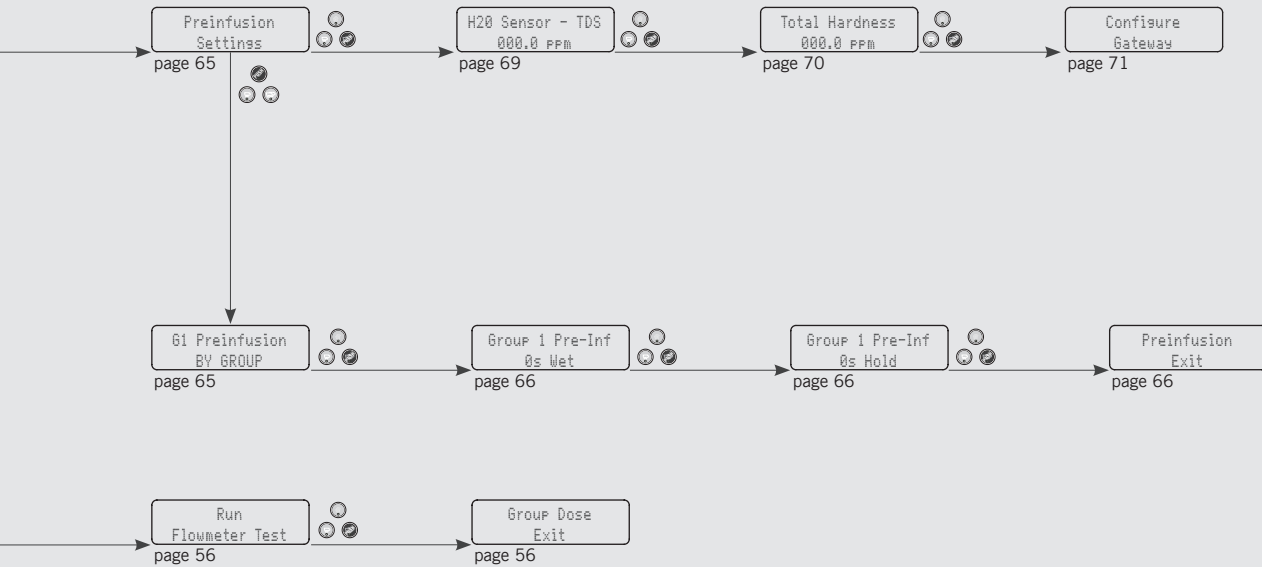 Preinfusion
Settings
page 65
H20 Sensor - TDS
000.0 ppm
page 69
Total Hardness
000.0 ppm
page 70
Configure
Gateway
page 71
G1 Preinfusion
BY GROUP
page 65
Group 1 Pre-Inf
0s Wet
page 66
Group 1 Pre-Inf
0s Hold
page 66
Preinfusion
Exit
page 66
Run
Flowmeter Test
page 56
Group Dose
Exit
page 56